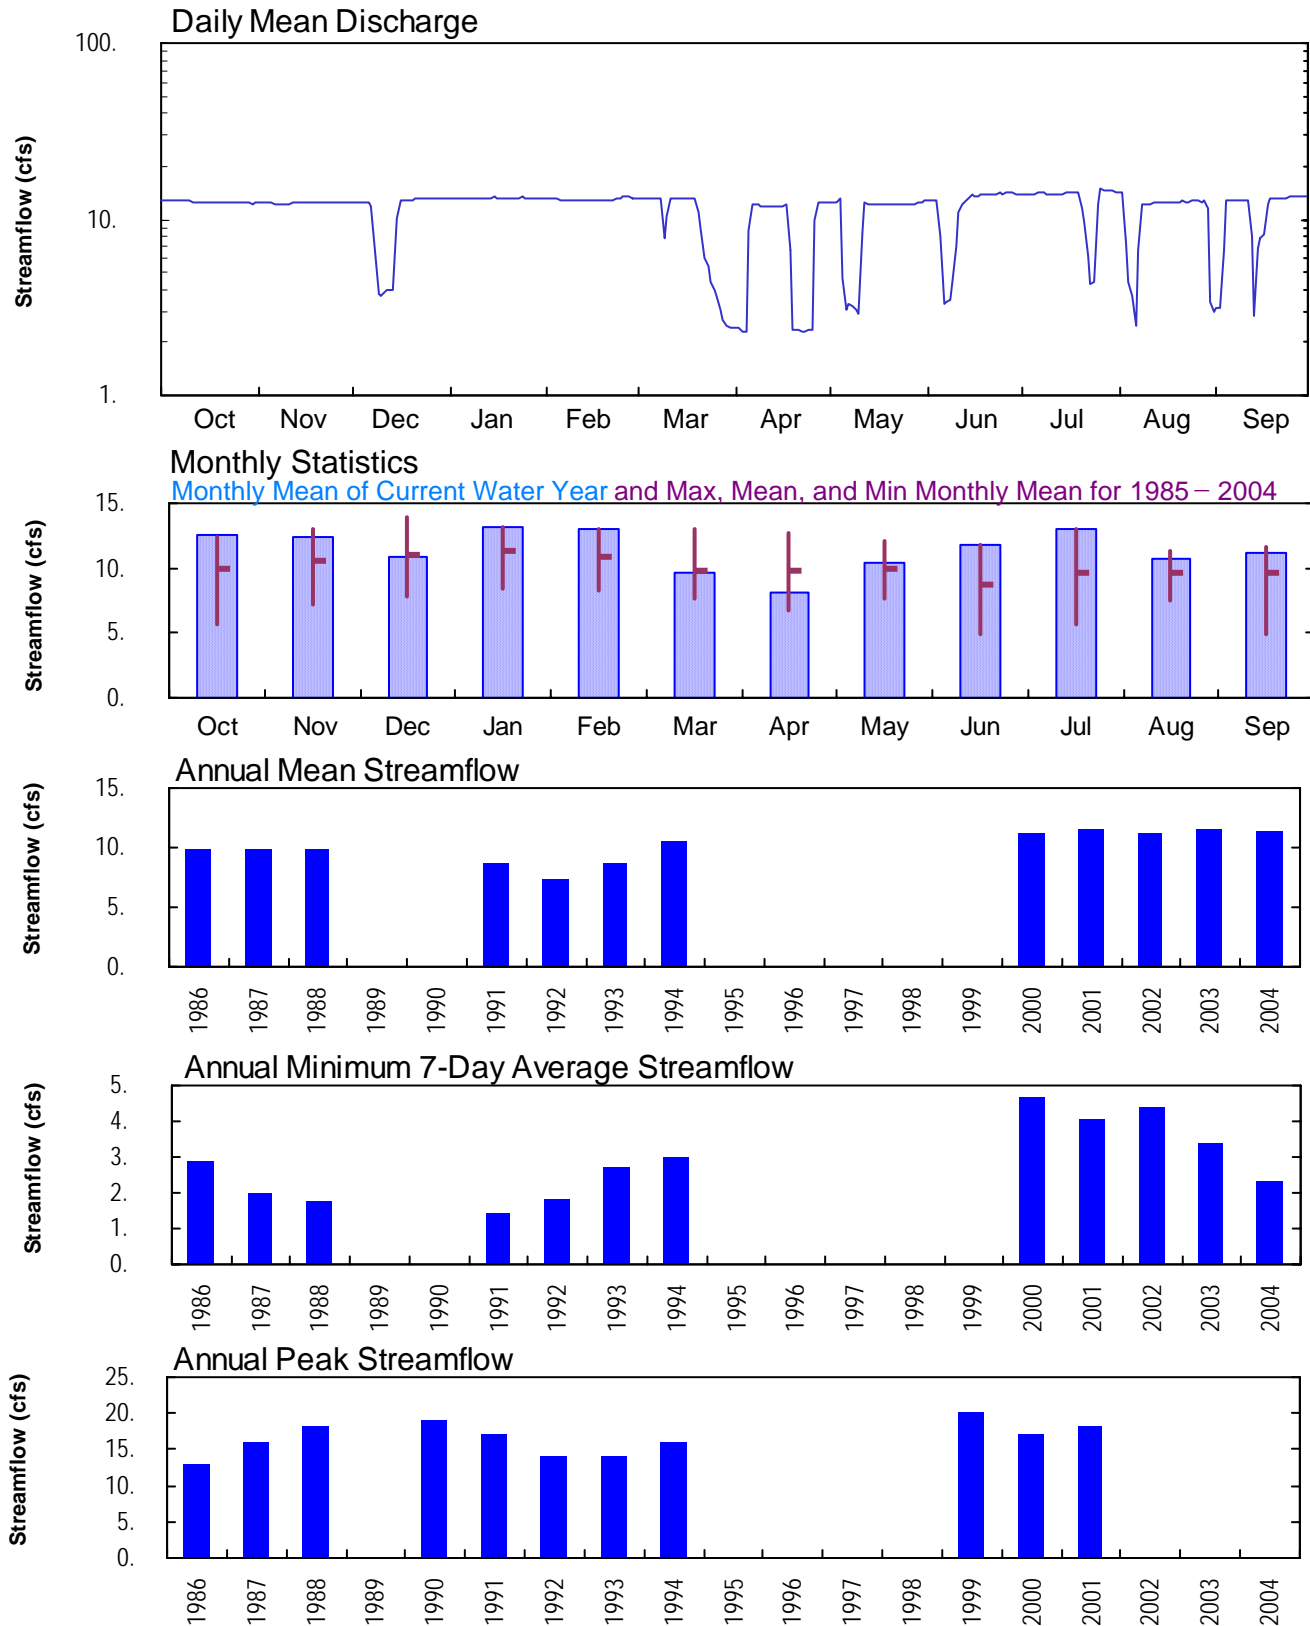 Daily Mean Discharge
Streamflow (cfs)
100.
10.
1.
Oct Nov Dec Jan Feb Mar Apr May Jun Jul Aug Sep
Monthly Statistics
Monthly Mean of Current Water Year and Max, Mean, and Min Monthly Mean for 1985 – 2004
Streamflow (cfs)
15.
10.
5.
0.
Oct Nov Dec Jan Feb Mar Apr May Jun Jul Aug Sep
Annual Mean Streamflow
Streamflow (cfs)
15.
10.
5.
0.
1986 1987 1988 1989 1990 1991 1992 1993 1994 1995 1996 1997 1998 1999 2000 2001 2002 2003 2004
Annual Minimum 7-Day Average Streamflow
Streamflow (cfs)
5.
4.
3.
2.
1.
0.
1986 1987 1988 1989 1990 1991 1992 1993 1994 1995 1996 1997 1998 1999 2000 2001 2002 2003 2004
Annual Peak Streamflow
Streamflow (cfs)
25.
20.
15.
10.
5.
0.
1986 1987 1988 1989 1990 1991 1992 1993 1994 1995 1996 1997 1998 1999 2000 2001 2002 2003 2004